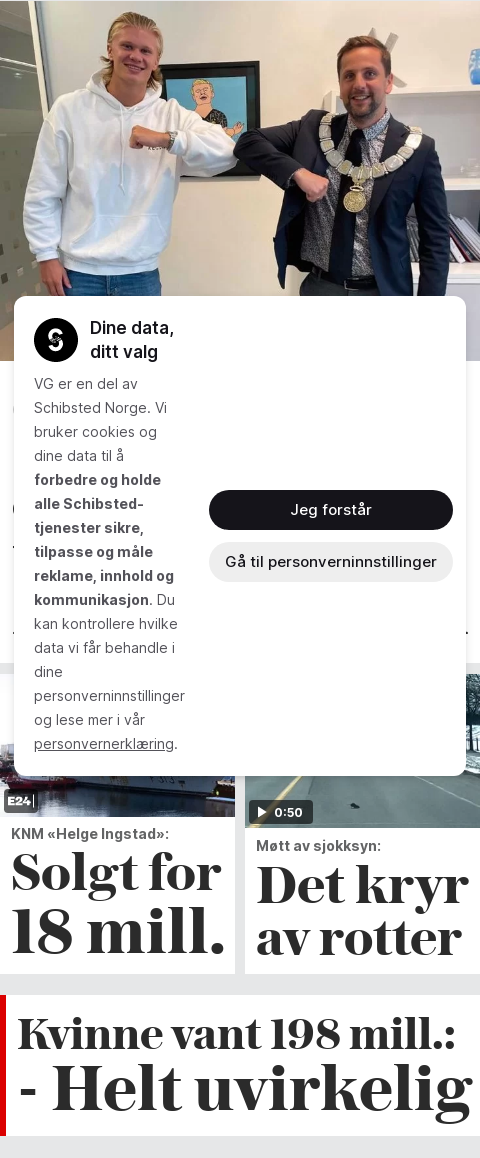 Dine data,
ditt valg
VG er en del av
Schibsted Norge. Vi
bruker cookies og
dine data til å
forbedre og holde
alle Schibsted-
tjenester sikre,
tilpasse og måle
reklame, innhold og
kommunikasjon. Du
kan kontrollere hvilke
data vi får behandle i
dine
personverninnstillinger
og lese mer i vår
personvernerklæring.
Jeg forstår
Gå til personverninnstillinger
E24
KNM «Helge Ingstad»:
Solgt for
18 mill.
0:50
Møtt av sjokksyn:
Det kryr
av rotter
Kvinne vant 198 mill.:
- Helt uvirkelig